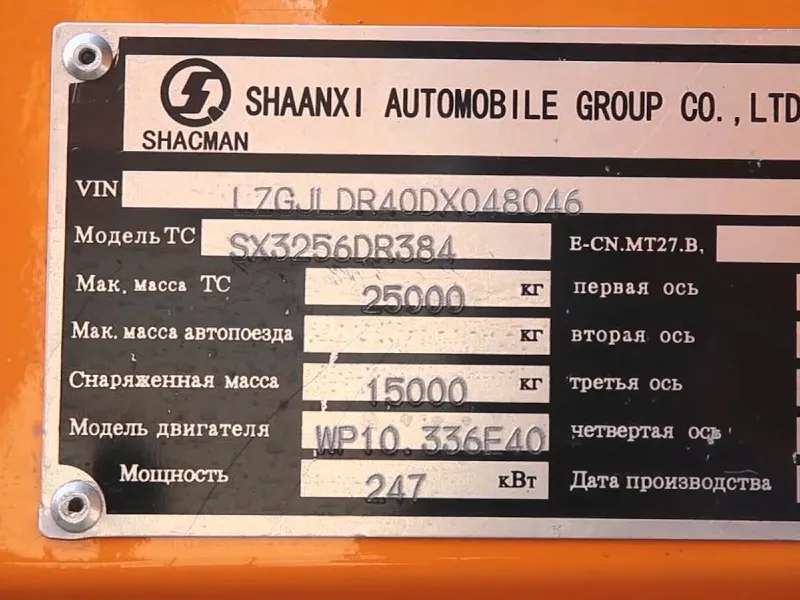 SHAANXI AUTOMOBILE GROUP CO.,LTD
SHACMAN
VIN LZGJLDR40DX048046
Модель ТС SX3256DR384 E-CN.MT27.B.
Мак. масса ТС 25000 кг первая ось
Мак. масса автопоезда кг вторая ось
Снаряженная масса 15000 кг третья ось
Модель двигателя WP10.336E40 четвертая ось
Мощность 247 кВт Дата производства